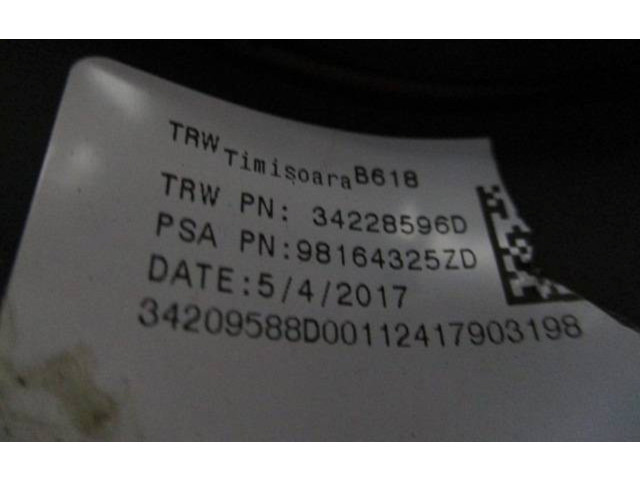 TRW Timişoara B618
TRW PN: 34228596D
PSA PN:98164325ZD
DATE:5/4/2017
34209588D00112417903198